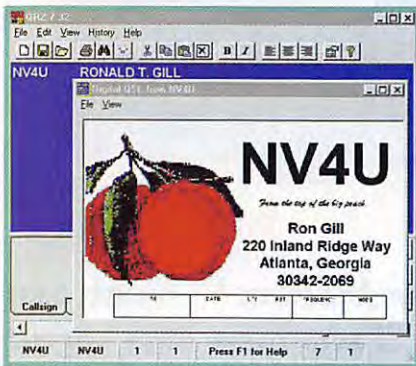 QRZ 7.32
File Edit View History Help
B I
NV4U RONALD T. GILL
Digital QSL from NV4U
File View
NV4U
From the top of the big peach
Ron Gill
220 Inland Ridge Way
Atlanta, Georgia
30342-2069
TO DATE UTC RST FREQUENCY MODE
Callsign
NV4U NV4U 1 1 Press F1 for Help 7 1